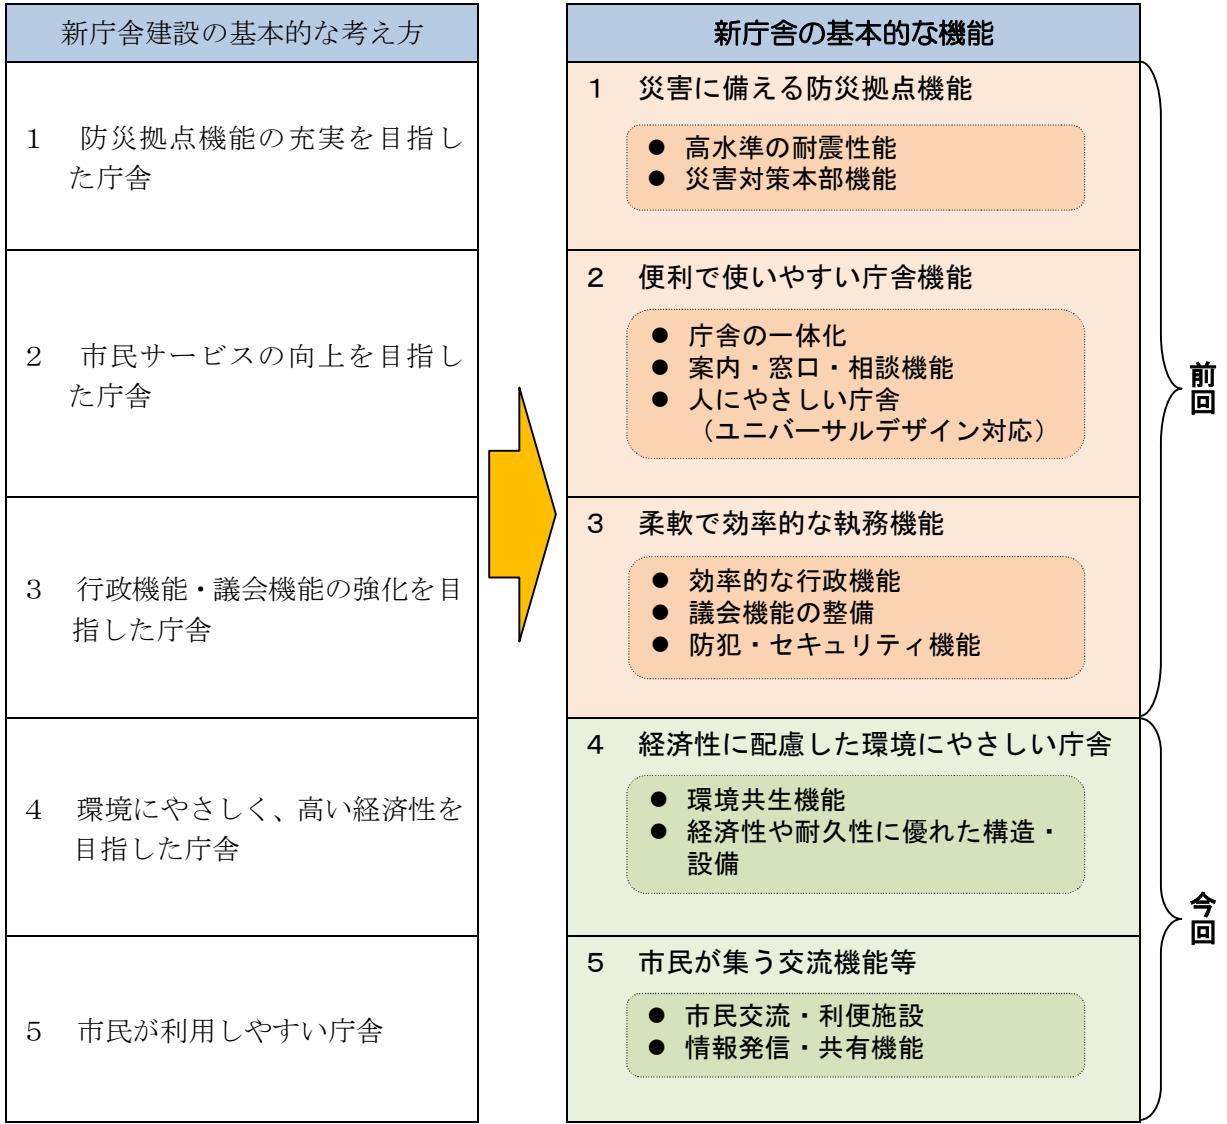 新庁舎建設の基本的な考え方
1 防災拠点機能の充実を目指し
た庁舎
2 市民サービスの向上を目指し
た庁舎
3 行政機能・議会機能の強化を目
指した庁舎
4 環境にやさしく、高い経済性を
目指した庁舎
5 市民が利用しやすい庁舎
新庁舎の基本的な機能
1 災害に備える防災拠点機能
● 高水準の耐震性能
● 災害対策本部機能
2 便利で使いやすい庁舎機能
● 庁舎の一体化
● 案内・窓口・相談機能
● 人にやさしい庁舎
（ユニバーサルデザイン対応）
3 柔軟で効率的な執務機能
● 効率的な行政機能
● 議会機能の整備
● 防犯・セキュリティ機能
4 経済性に配慮した環境にやさしい庁舎
● 環境共生機能
● 経済性や耐久性に優れた構造・
設備
5 市民が集う交流機能等
● 市民交流・利便施設
● 情報発信・共有機能
前回
今回